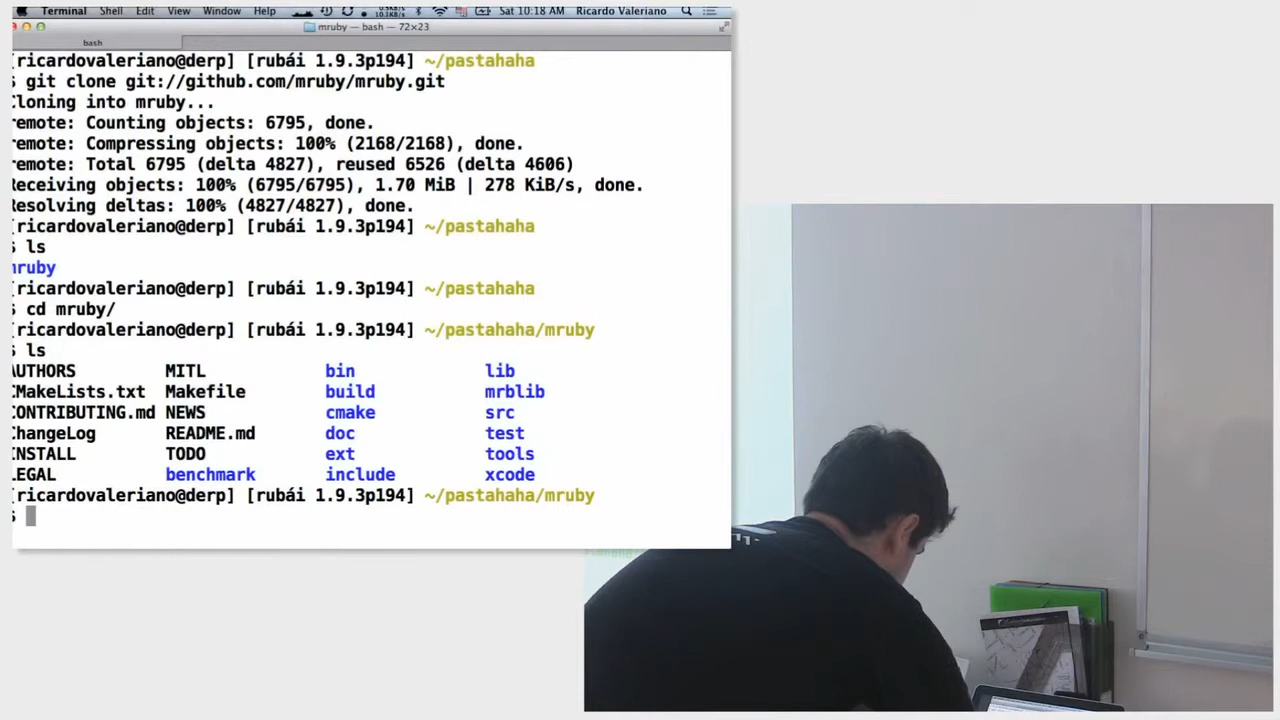 Terminal Shell Edit View Window Help Sat 10:18 AM Ricardo Valeriano
mruby — bash — 72×23
bash
[ricardovaleriano@derp] [rubái 1.9.3p194] ~/pastahaha
$ git clone git://github.com/mruby/mruby.git
Cloning into mruby...
remote: Counting objects: 6795, done.
remote: Compressing objects: 100% (2168/2168), done.
remote: Total 6795 (delta 4827), reused 6526 (delta 4606)
Receiving objects: 100% (6795/6795), 1.70 MiB | 278 KiB/s, done.
Resolving deltas: 100% (4827/4827), done.
[ricardovaleriano@derp] [rubái 1.9.3p194] ~/pastahaha
$ ls
mruby
[ricardovaleriano@derp] [rubái 1.9.3p194] ~/pastahaha
$ cd mruby/
[ricardovaleriano@derp] [rubái 1.9.3p194] ~/pastahaha/mruby
$ ls
AUTHORS MITL bin lib
CMakeLists.txt Makefile build mrblib
CONTRIBUTING.md NEWS cmake src
ChangeLog README.md doc test
INSTALL TODO ext tools
LEGAL benchmark include xcode
[ricardovaleriano@derp] [rubái 1.9.3p194] ~/pastahaha/mruby
$